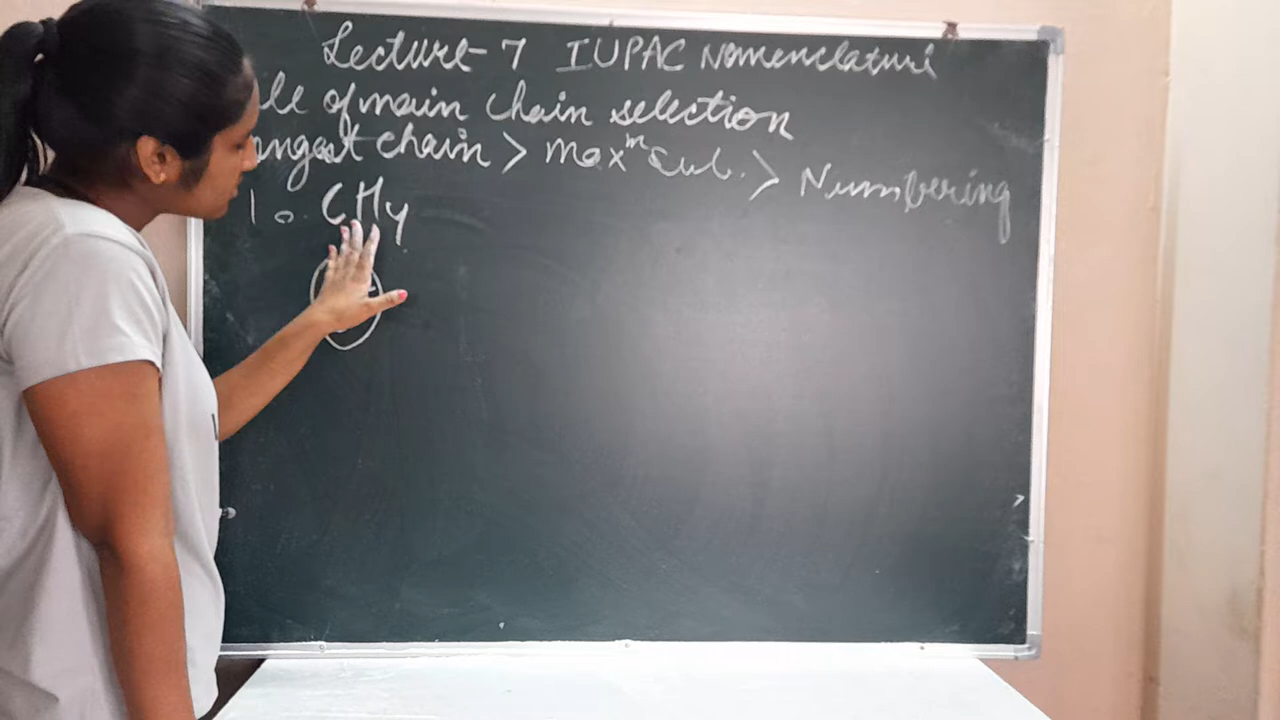 Lecture-7 IUPAC Nomenclature
of main chain selection
chain > maxᵐ sub. > Numbering
1. CH4